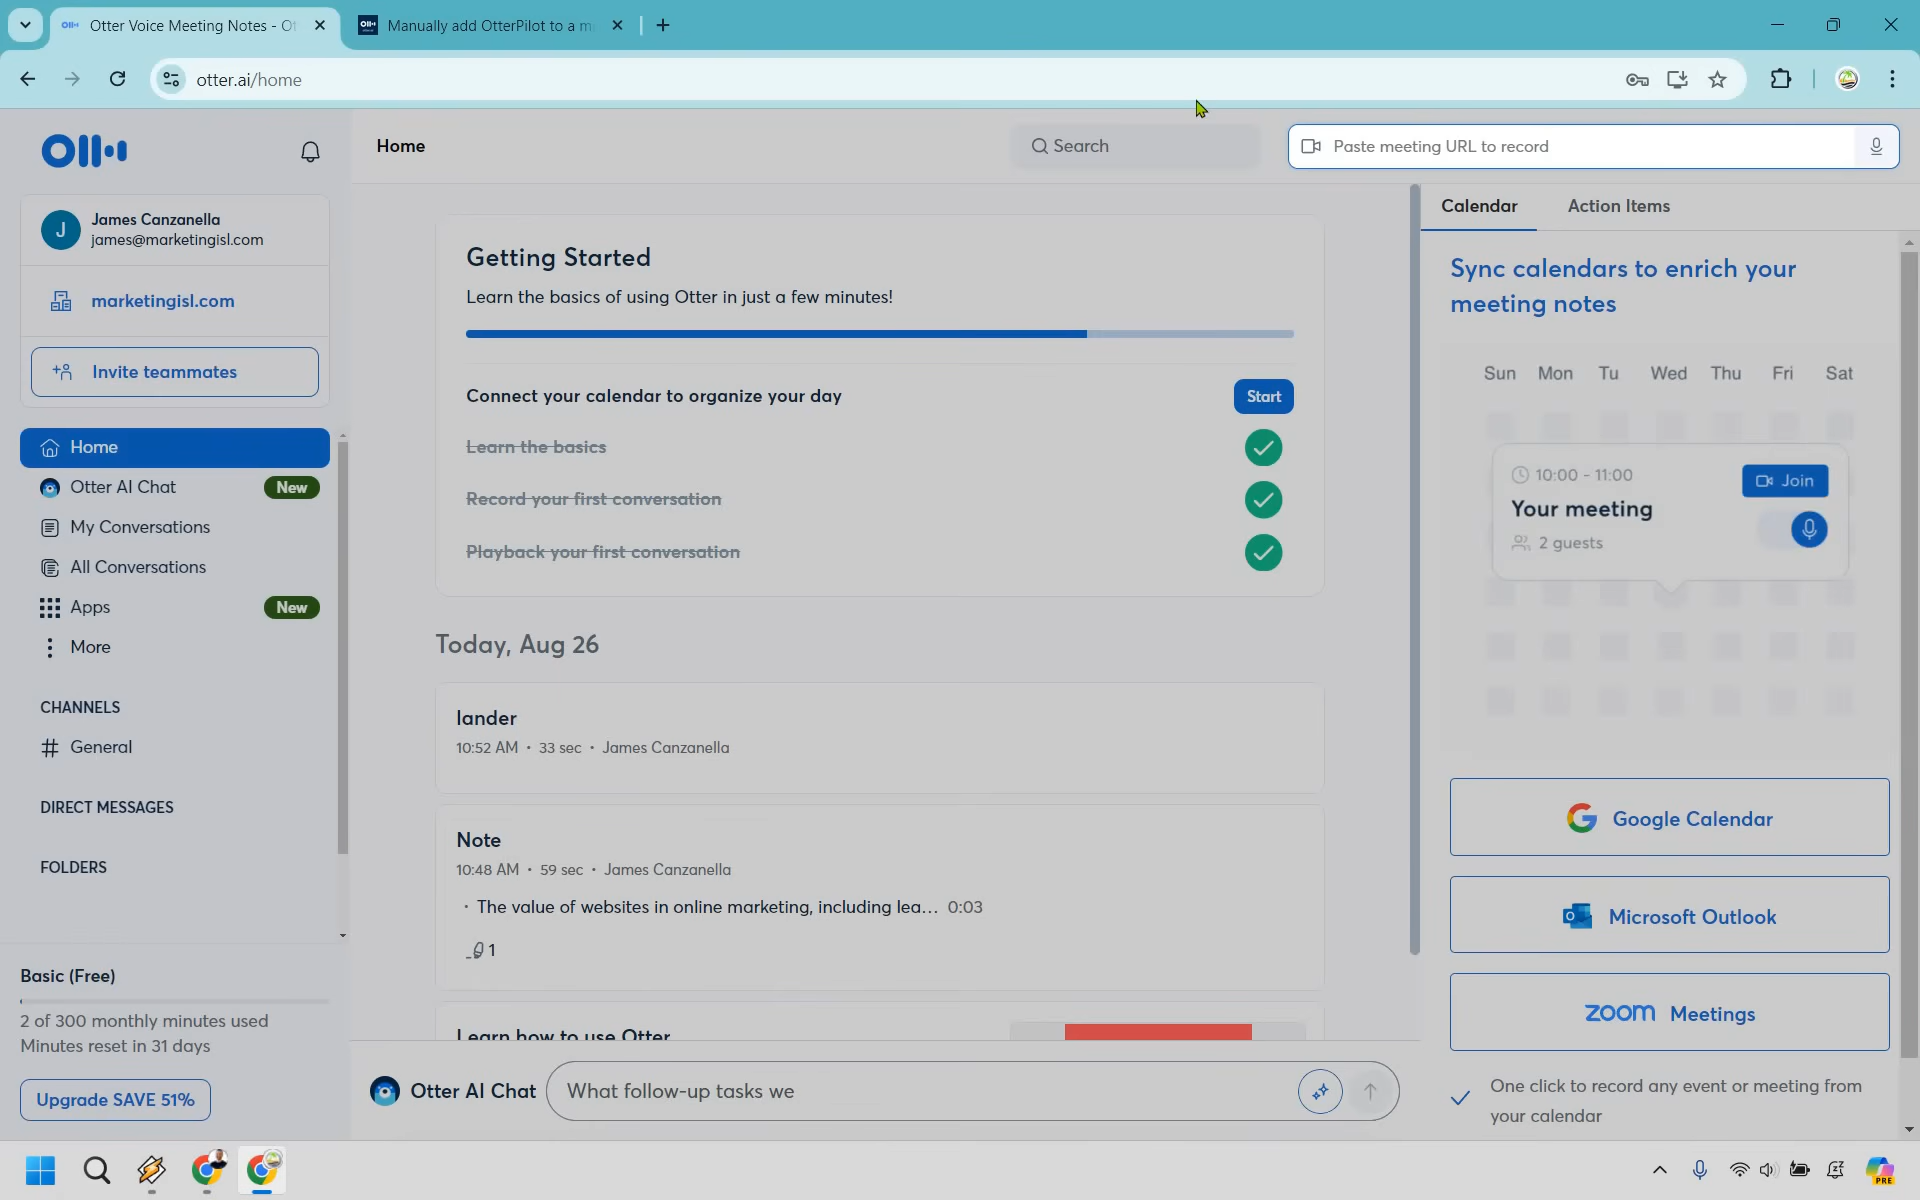 Otter Voice Meeting Notes - Ot
Manually add OtterPilot to a m
otter.ai/home
James Canzanella
james@marketingisl.com
marketingisl.com
Invite teammates
Home
Otter AI Chat
New
My Conversations
All Conversations
Apps
New
More
CHANNELS
General
DIRECT MESSAGES
FOLDERS
Basic (Free)
2 of 300 monthly minutes used
Minutes reset in 31 days
Upgrade SAVE 51%
Home
Search
Paste meeting URL to record
Getting Started
Learn the basics of using Otter in just a few minutes!
Connect your calendar to organize your day
Start
Learn the basics
Record your first conversation
Playback your first conversation
Today, Aug 26
lander
10:52 AM • 33 sec • James Canzanella
Note
10:48 AM • 59 sec • James Canzanella
· The value of websites in online marketing, including lea... 0:03
1
Learn how to use Otter
Otter AI Chat
What follow-up tasks we
Calendar
Action Items
Sync calendars to enrich your
meeting notes
Sun Mon Tu Wed Thu Fri Sat
10:00 - 11:00
Join
Your meeting
2 guests
Google Calendar
Microsoft Outlook
zoom Meetings
One click to record any event or meeting from
your calendar
PRE